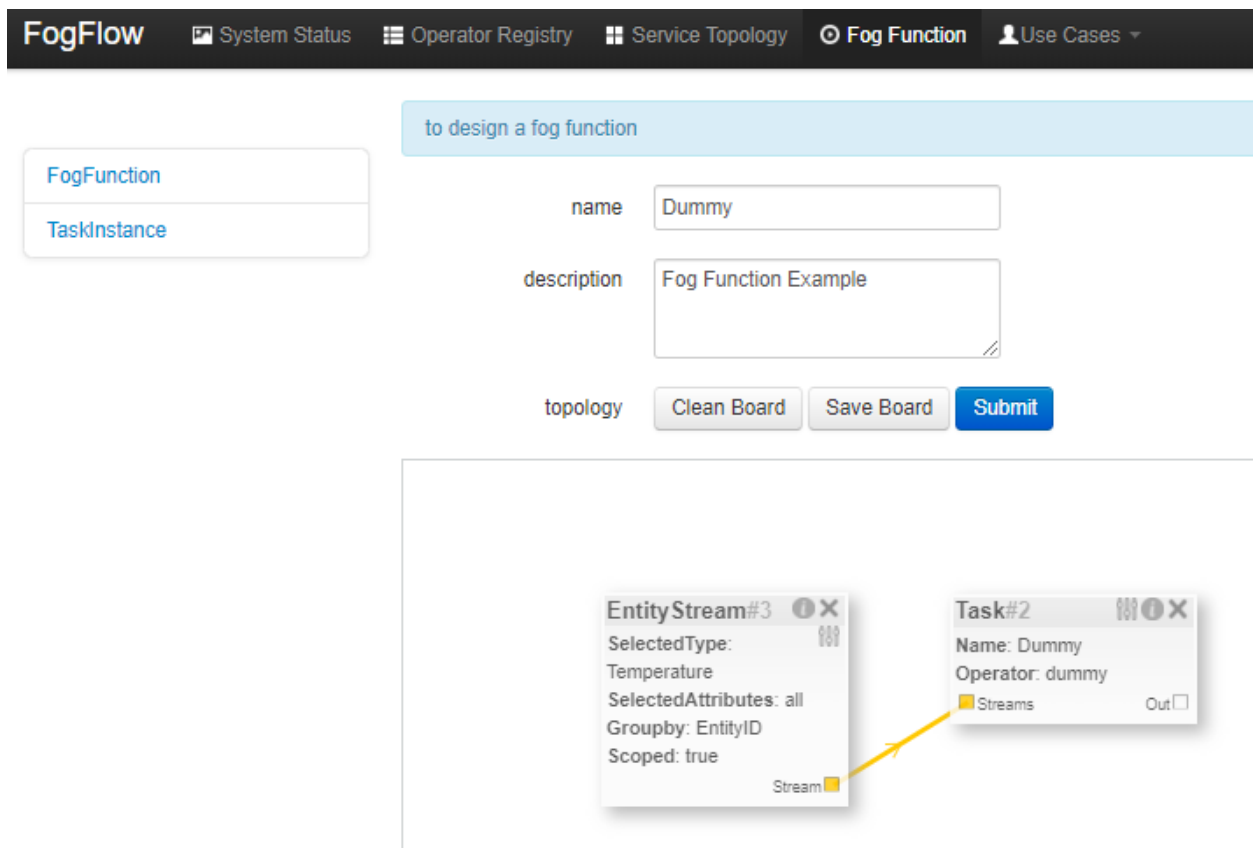 FogFlow System Status Operator Registry Service Topology Fog Function Use Cases
to design a fog function
FogFunction
TaskInstance
name Dummy
description Fog Function Example
topology Clean Board Save Board Submit
EntityStream#3
SelectedType:
Temperature
SelectedAttributes: all
Groupby: EntityID
Scoped: true
Stream
Task#2
Name: Dummy
Operator: dummy
Streams Out